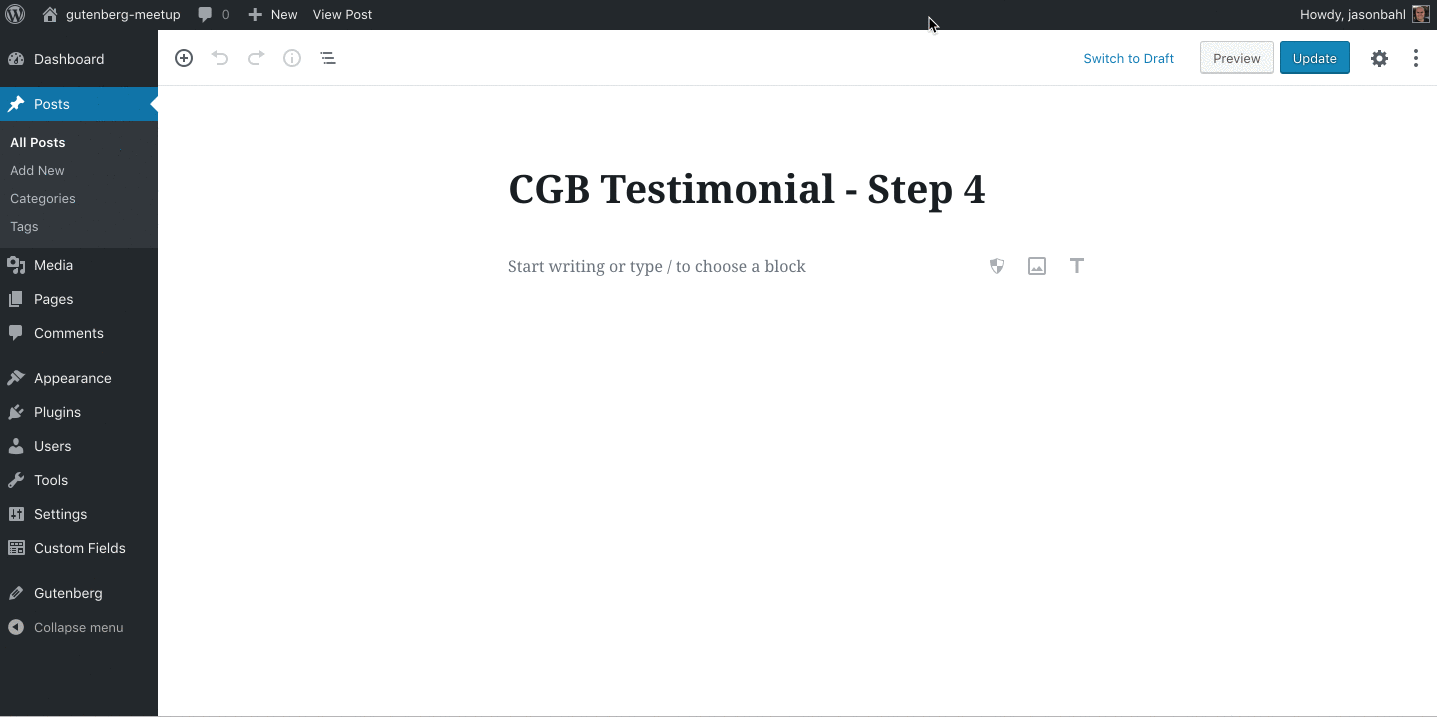 gutenberg-meetup 0 New View Post Howdy, jasonbahl
Dashboard
Posts
All Posts
Add New
Categories
Tags
Media
Pages
Comments
Appearance
Plugins
Users
Tools
Settings
Custom Fields
Gutenberg
Collapse menu
Switch to Draft Preview Update
CGB Testimonial - Step 4
Start writing or type / to choose a block